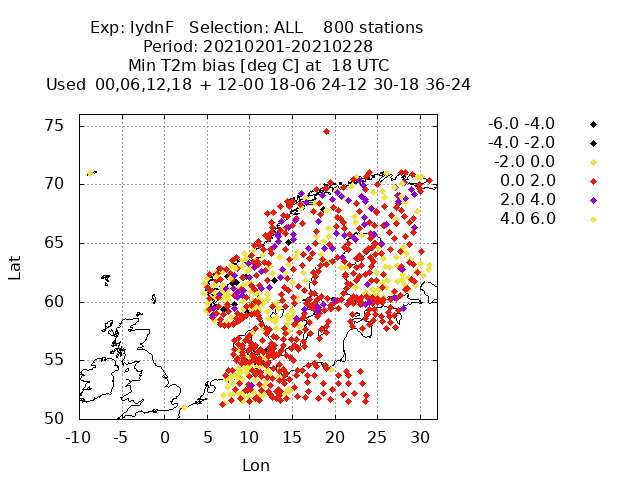 Exp: IydnF Selection: ALL 800 stations
Period: 20210201-20210228
Min T2m bias [deg C] at 18 UTC
Used 00,06,12,18 + 12-00 18-06 24-12 30-18 36-24
-6.0 -4.0
-4.0 -2.0
-2.0 0.0
0.0 2.0
2.0 4.0
4.0 6.0
75
70
65
60
55
50
Lat
-10 -5 0 5 10 15 20 25 30
Lon